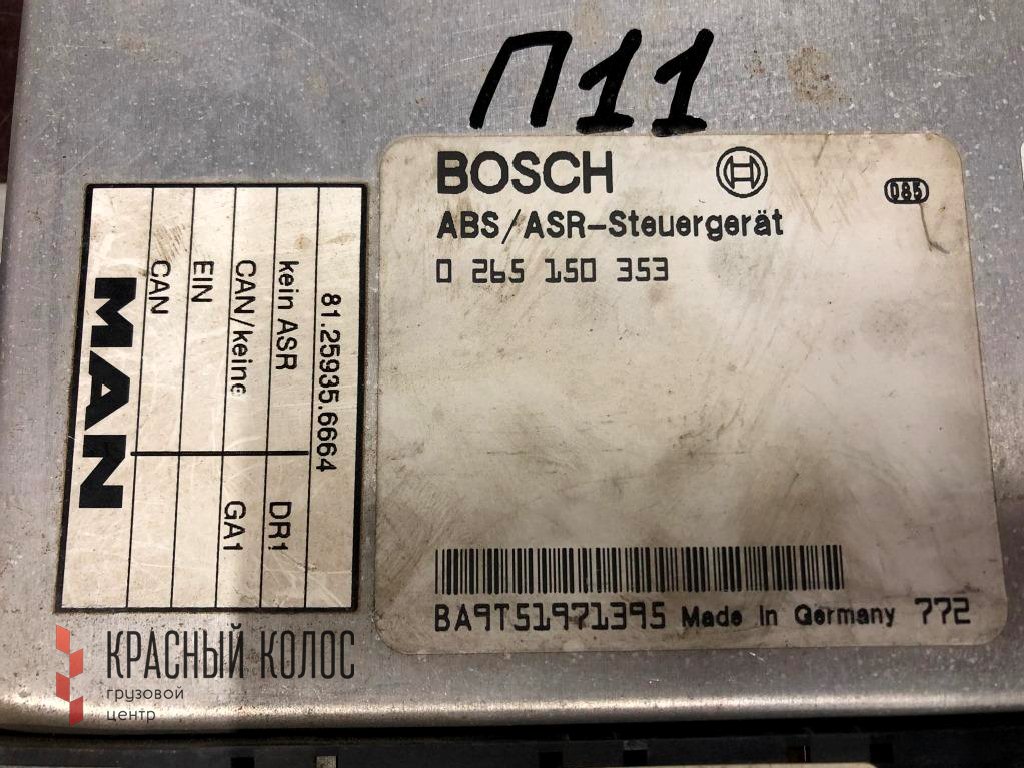 П11
BOSCH
085
ABS/ASR-Steuergerät
0 265 150 353
BA9T51971395 Made in Germany 772
81.25935.6664
kein ASR DR1
CAN/keine GA1
EIN
CAN
MAN
КРАСНЫЙ КОЛОС
грузовой
центр